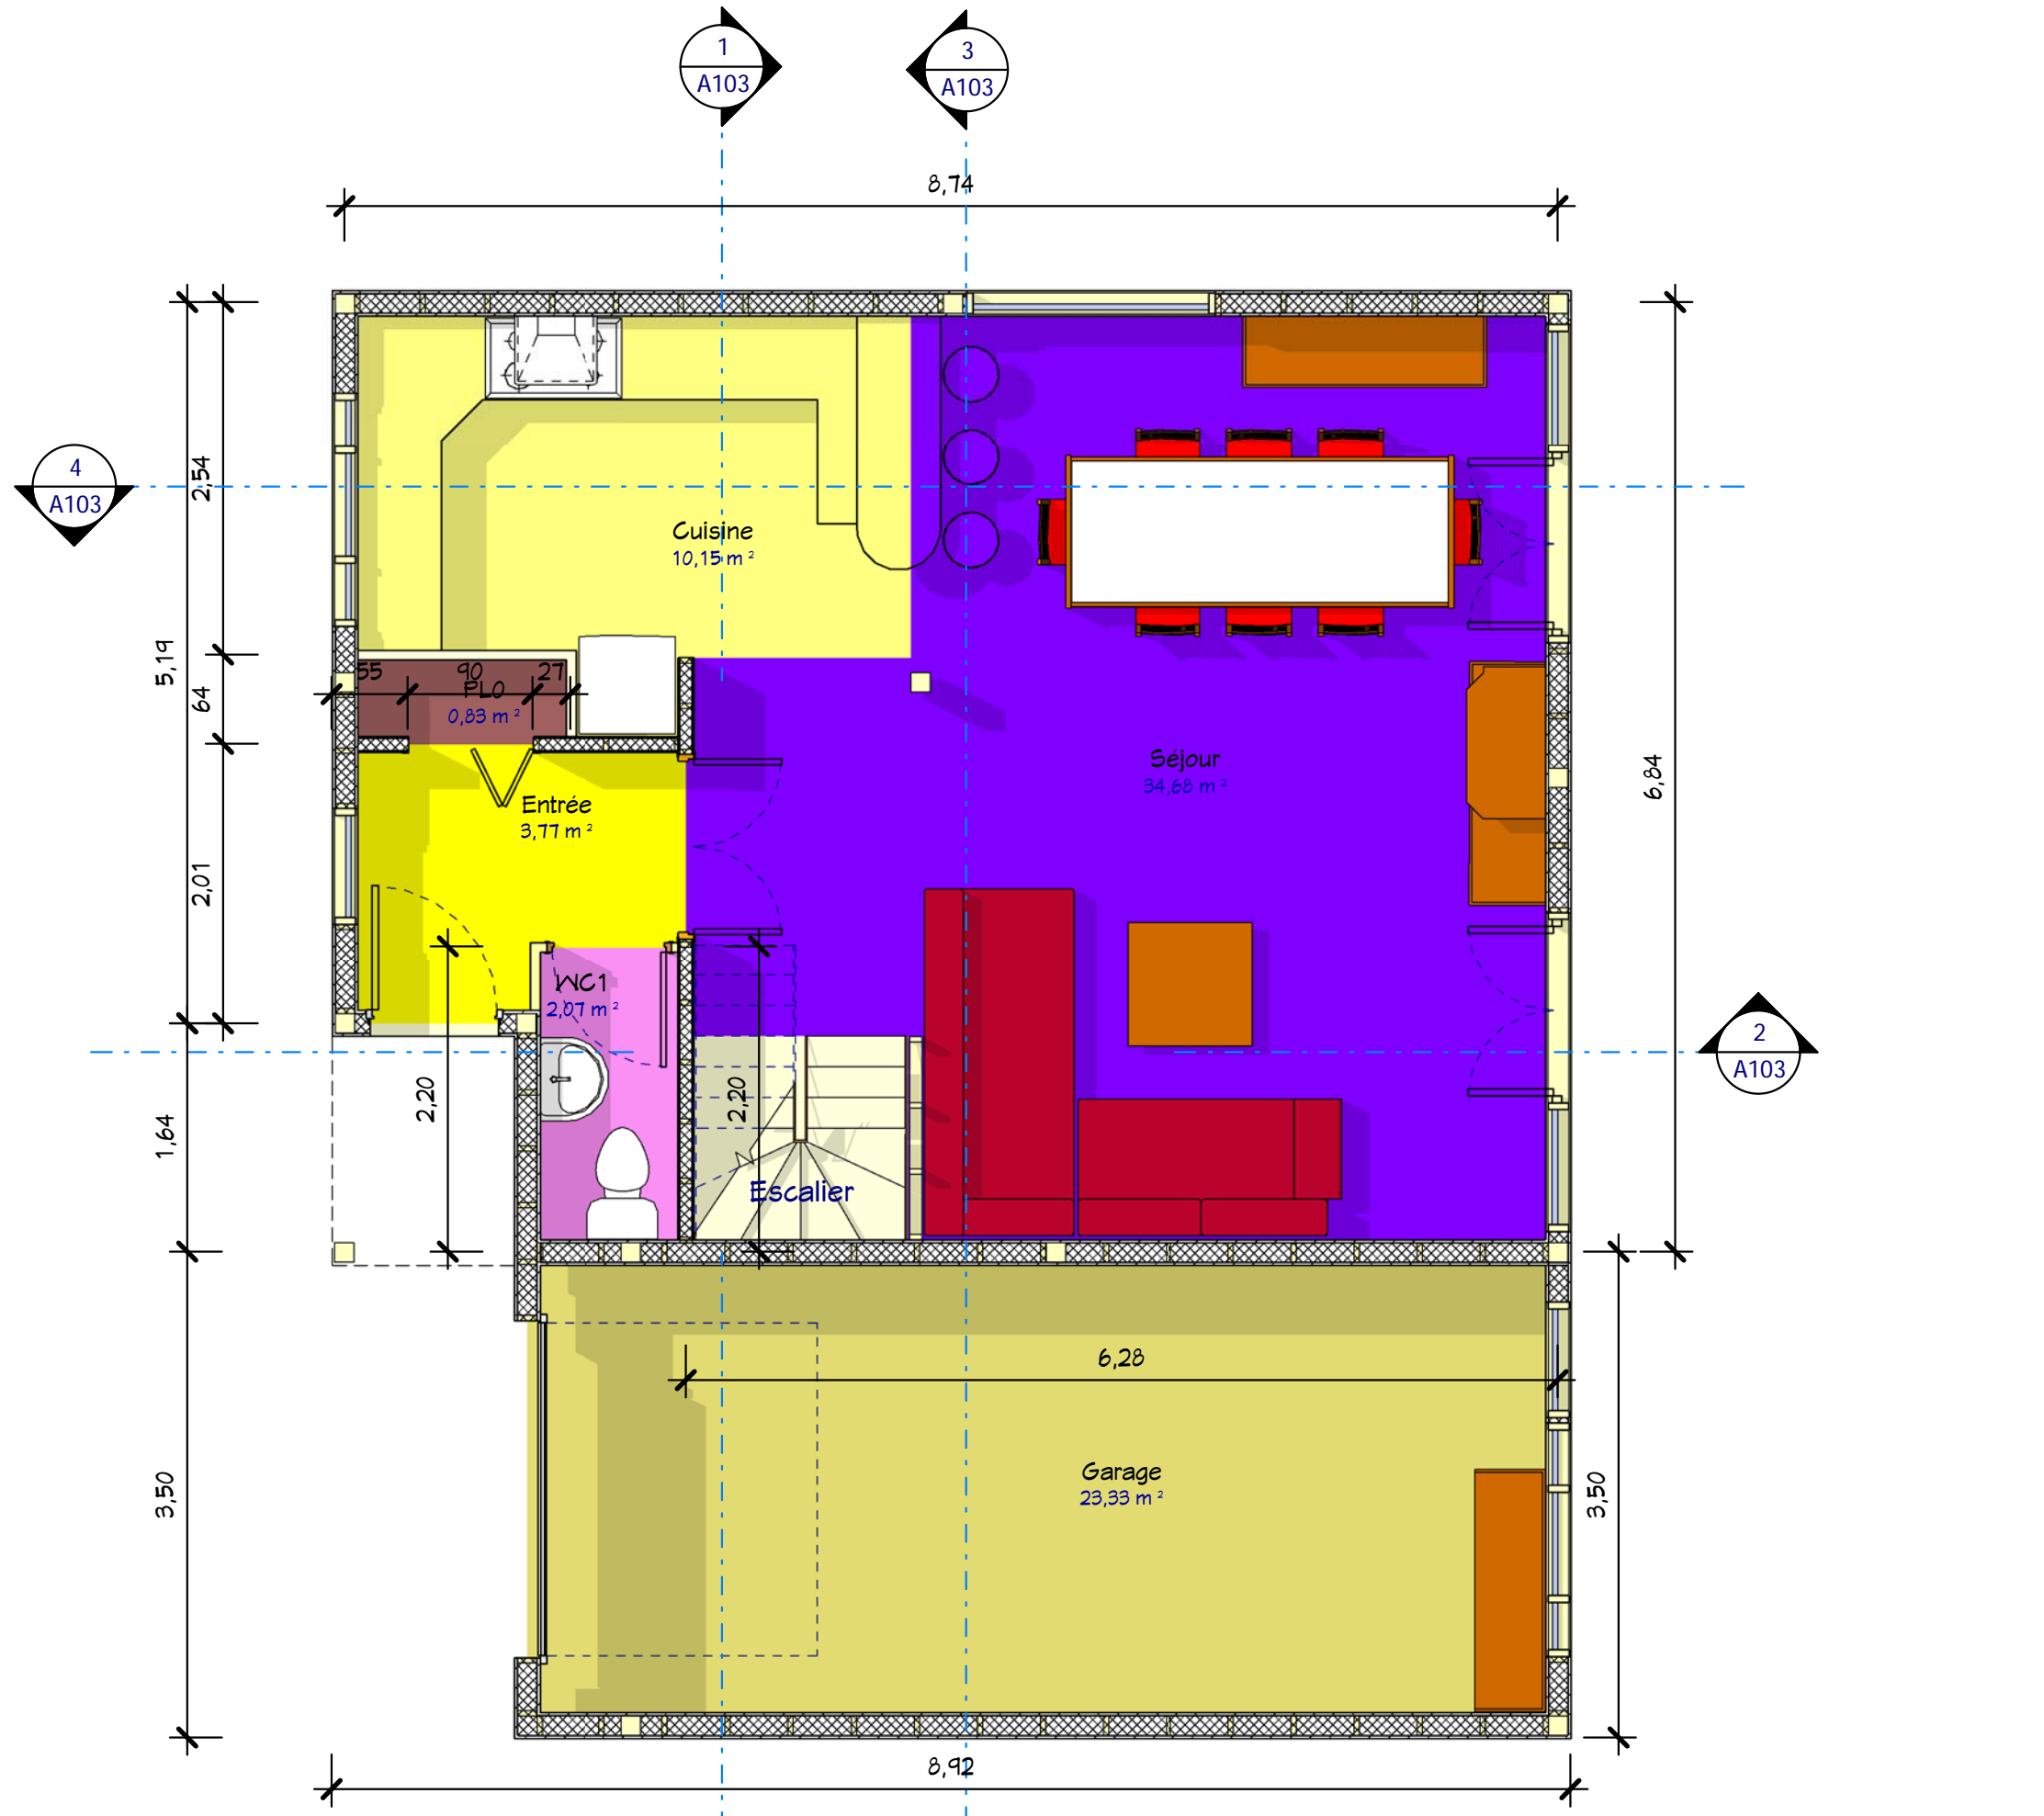 1
A103
3
A103
8,74
4
A103
2,54
5,19
64
2,01
1,64
3,50
Cuisine
10,15 m²
55
90
27
PL0
0,83 m²
Entrée
3,77 m²
Séjour
34,68 m²
6,84
WC1
2,07 m²
2,20
2,20
Escalier
2
A103
6,28
Garage
23,33 m²
3,50
8,92